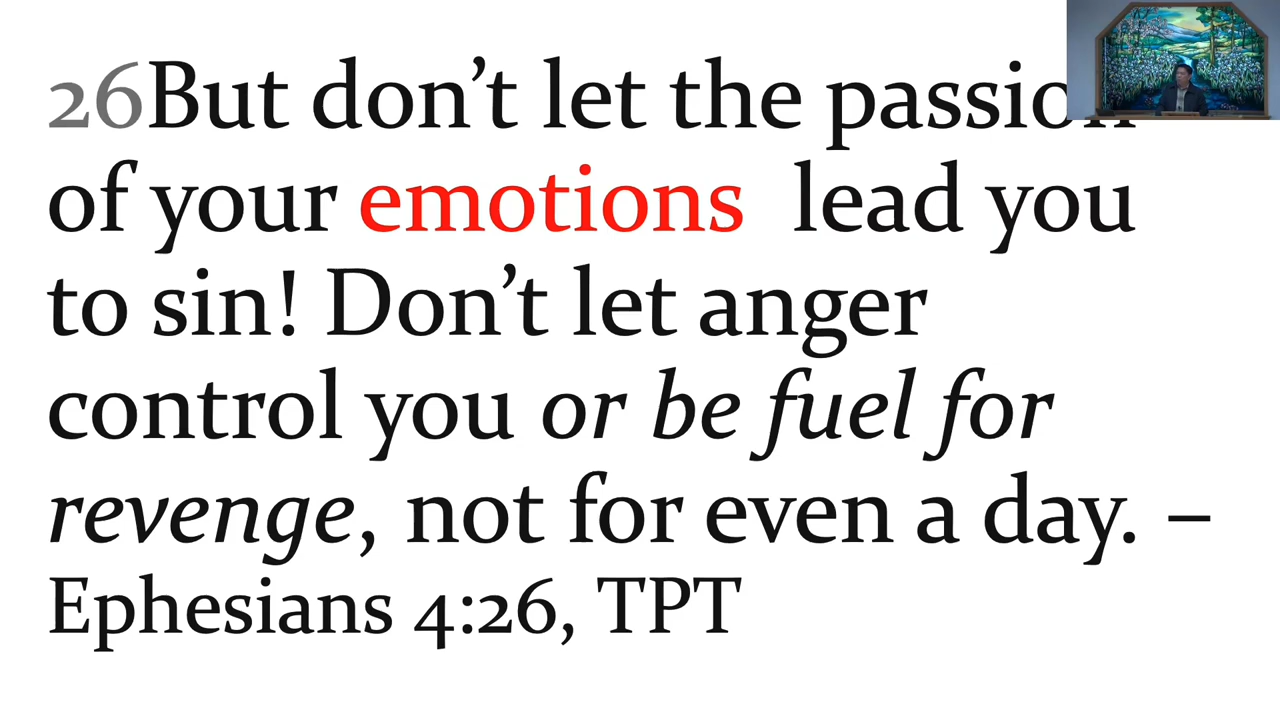 26But don’t let the passion
of your emotions lead you
to sin! Don’t let anger
control you or be fuel for
revenge, not for even a day. –
Ephesians 4:26, TPT